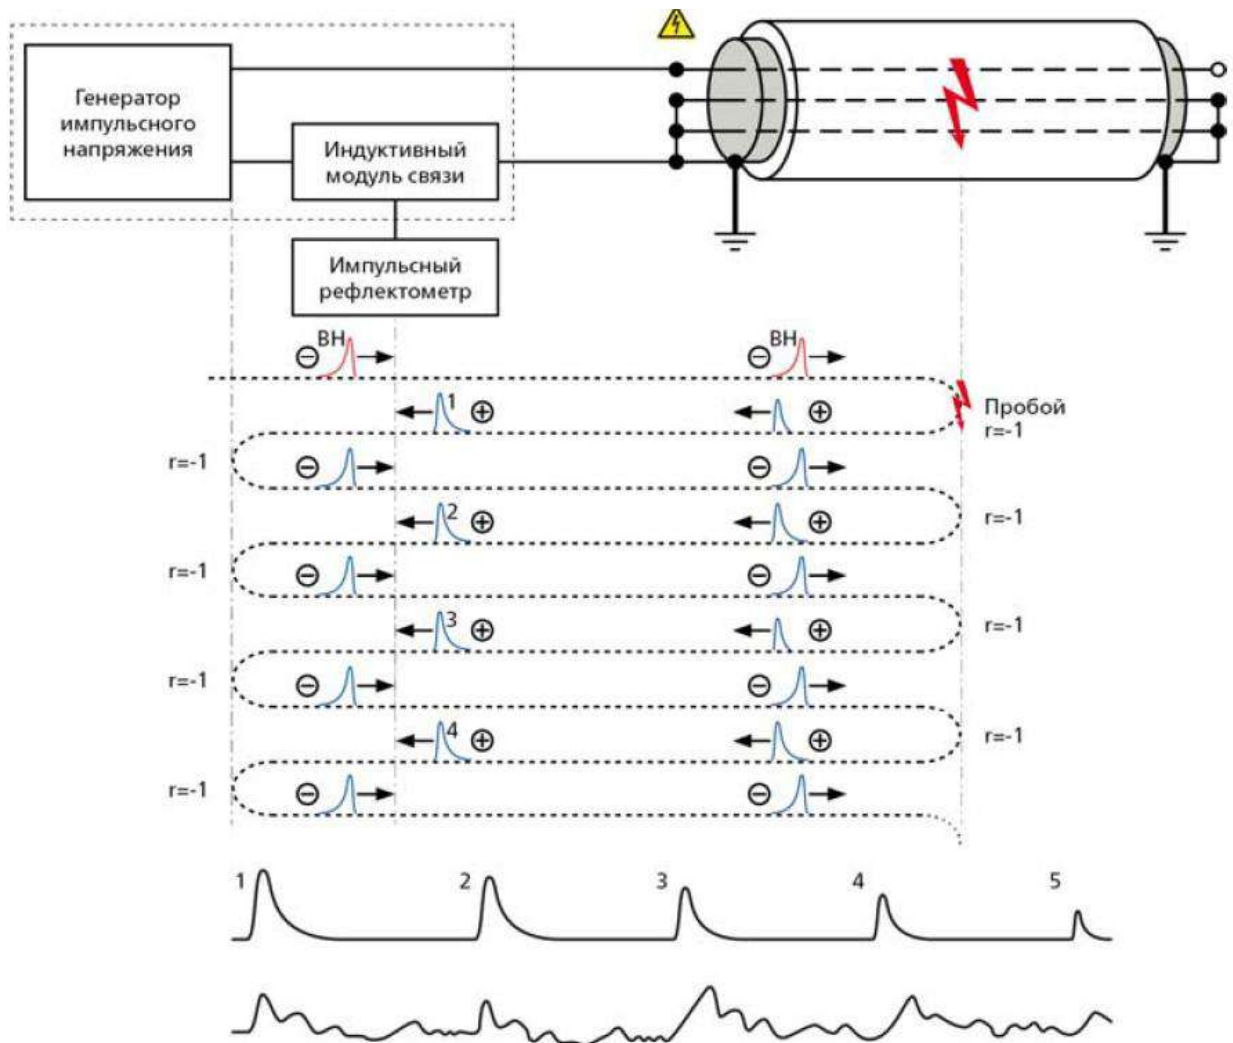 Генератор
импульсного
напряжения
Индуктивный
модуль связи
Импульсный
рефлектометр
ВН
ВН
1
Пробой
r=-1
r=-1
2
r=-1
r=-1
3
r=-1
r=-1
4
r=-1
r=-1
1 2 3 4 5